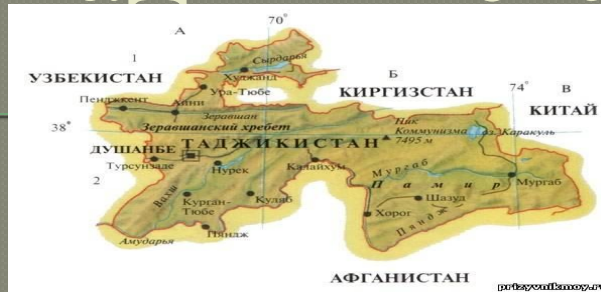 70°
А
1
Сырдарья
Худжанд
Б
74°
В
УЗБЕКИСТАН
Ура-Тюбе
КИРГИЗСТАН
КИТАЙ
Пенджкент
Айни
Зеравшан
38°
Зеравшанский хребет
Пик
Коммунизма
7495 м
оз. Каракуль
ДУШАНБЕ
ТАДЖИКИСТАН
Турсунзаде
Нурек
Калайхум
Мургаб
2
Памир
Мургаб
Вахш
Курган-
Тюбе
Куляб
Шазуд
Хорог
Пяндж
Пяндж
Амударья
АФГАНИСТАН
prizyvnikmoy.ru